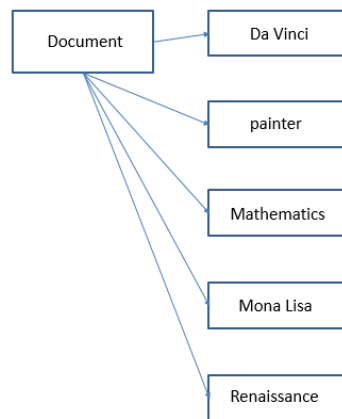 Document
Da Vinci
painter
Mathematics
Mona Lisa
Renaissance